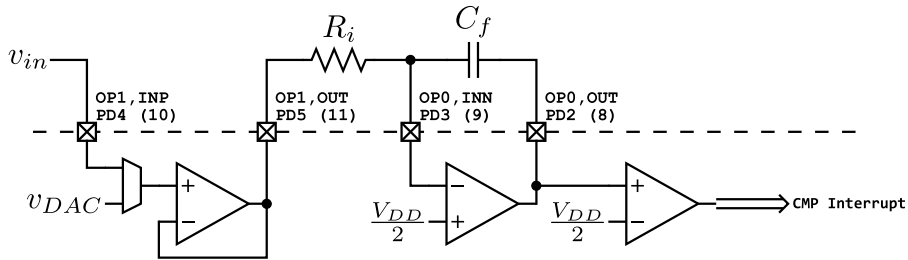 R_i
C_f
v_in
OP1,INP
PD4 (10)
OP1,OUT
PD5 (11)
OP0,INN
PD3 (9)
OP0,OUT
PD2 (8)
v_DAC
+
−
−
V_DD/2
+
+
V_DD/2
−
CMP Interrupt